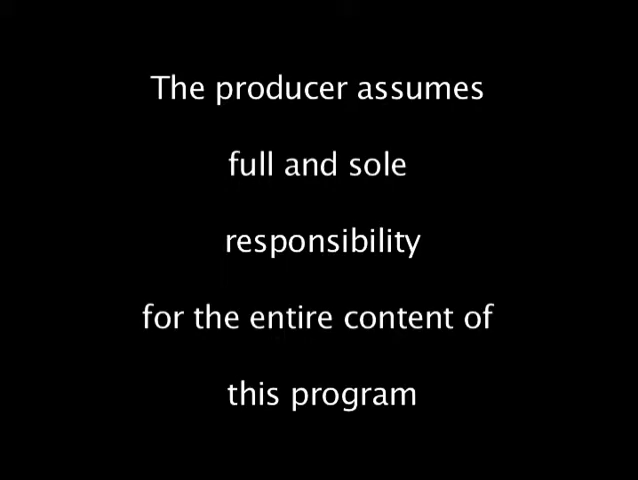 The producer assumes
full and sole
responsibility
for the entire content of
this program